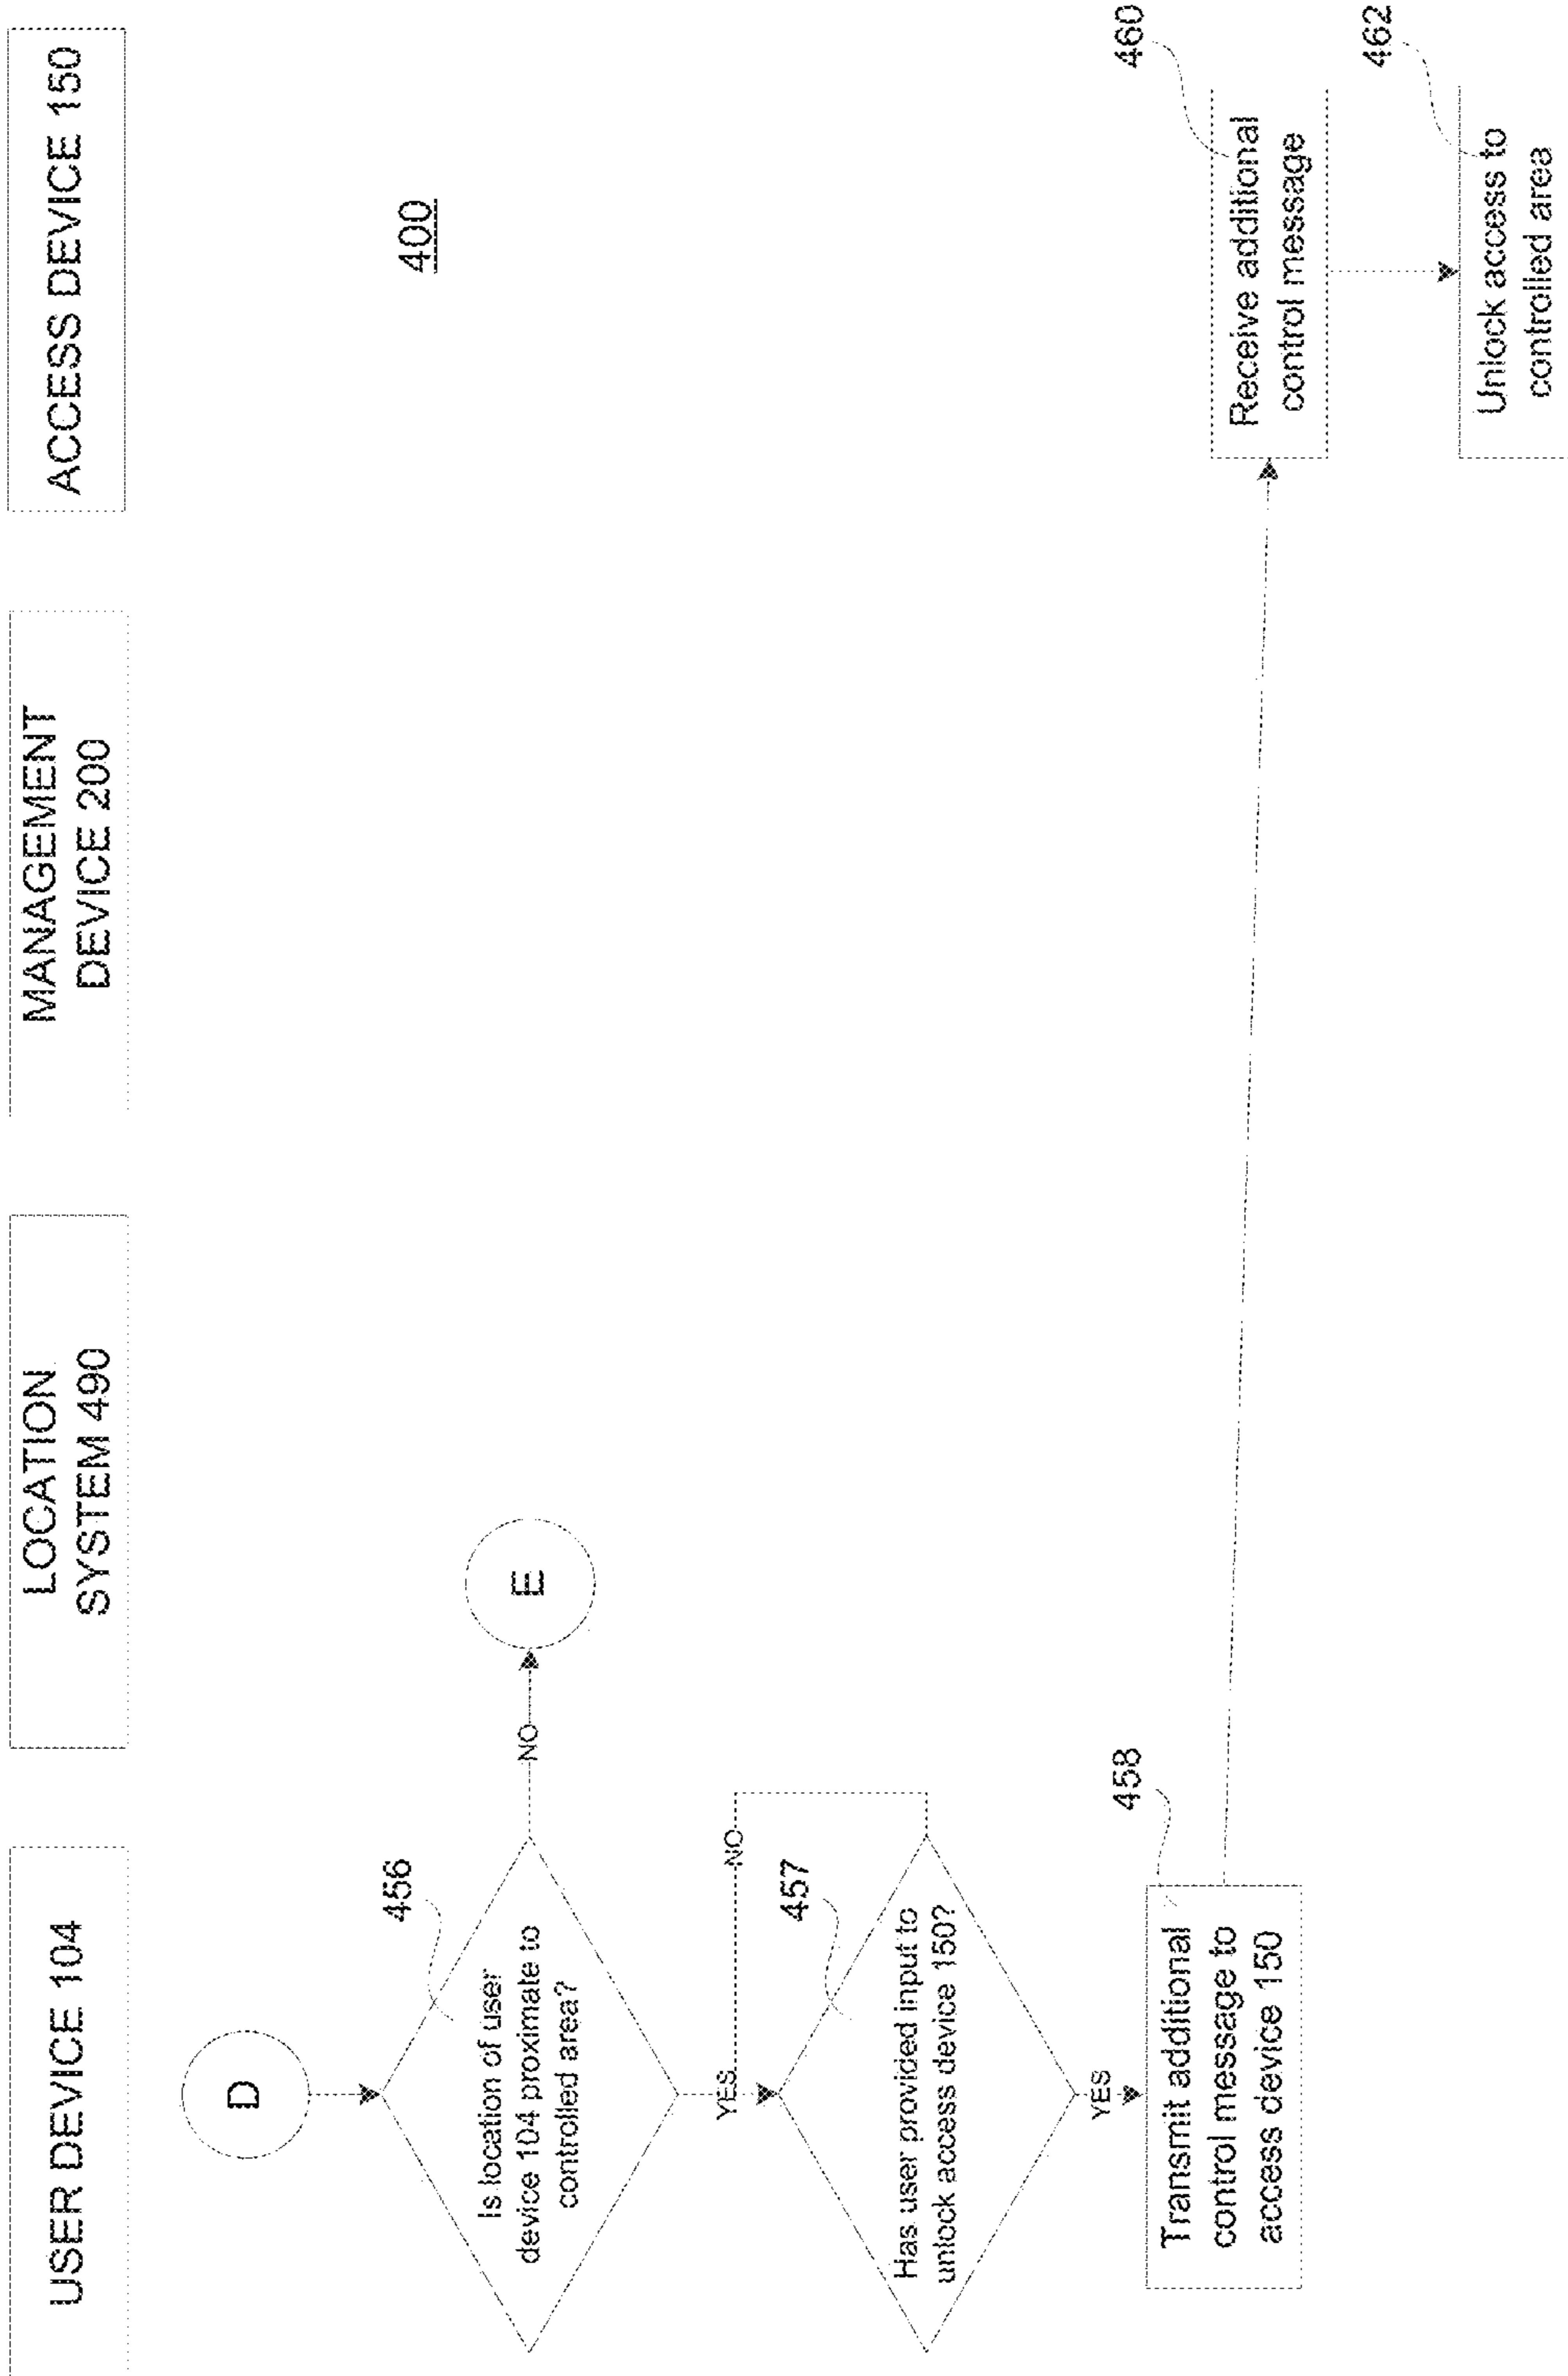 USER DEVICE 104
LOCATION
SYSTEM 490
MANAGEMENT
DEVICE 200
ACCESS DEVICE 150
400
D
456
Is location of user
device 104 proximate to
controlled area?
NO
E
YES
NO
457
Has user provided input to
unlock access device 150?
YES
458
Transmit additional
control message to
access device 150
460
Receive additional
control message
462
Unlock access to
controlled area